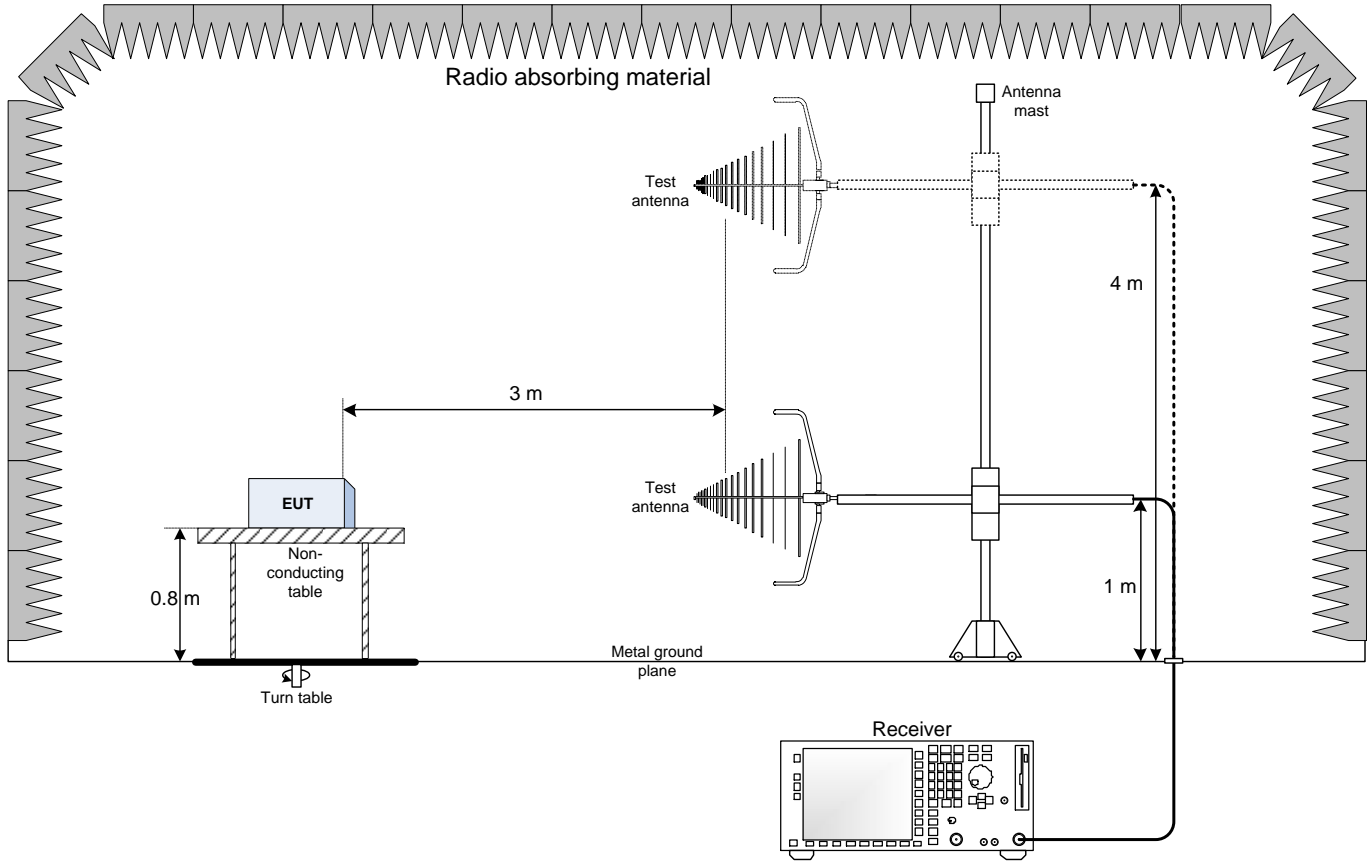 Radio absorbing material
Antenna
mast
Test
antenna
4 m
3 m
Test
antenna
EUT
Non-
conducting
table
0.8 m
1 m
Metal ground
plane
Turn table
Receiver